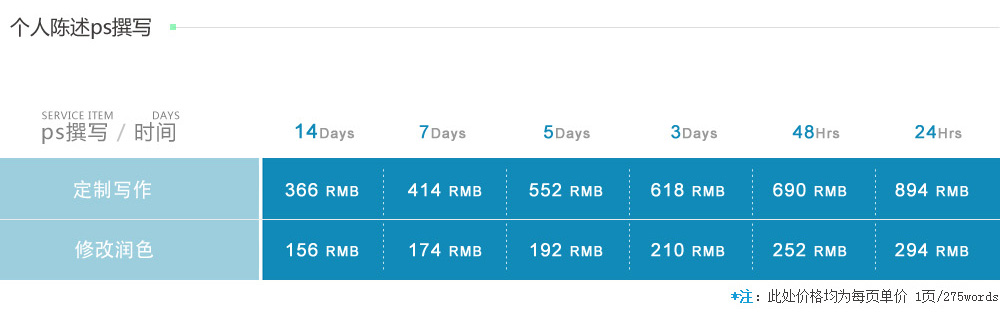 个人陈述ps撰写
SERVICE ITEM DAYS
ps撰写 / 时间 14Days 7Days 5Days 3Days 48Hrs 24Hrs
定制写作 366 RMB 414 RMB 552 RMB 618 RMB 690 RMB 894 RMB
修改润色 156 RMB 174 RMB 192 RMB 210 RMB 252 RMB 294 RMB
*注：此处价格均为每页单价 1页/275words